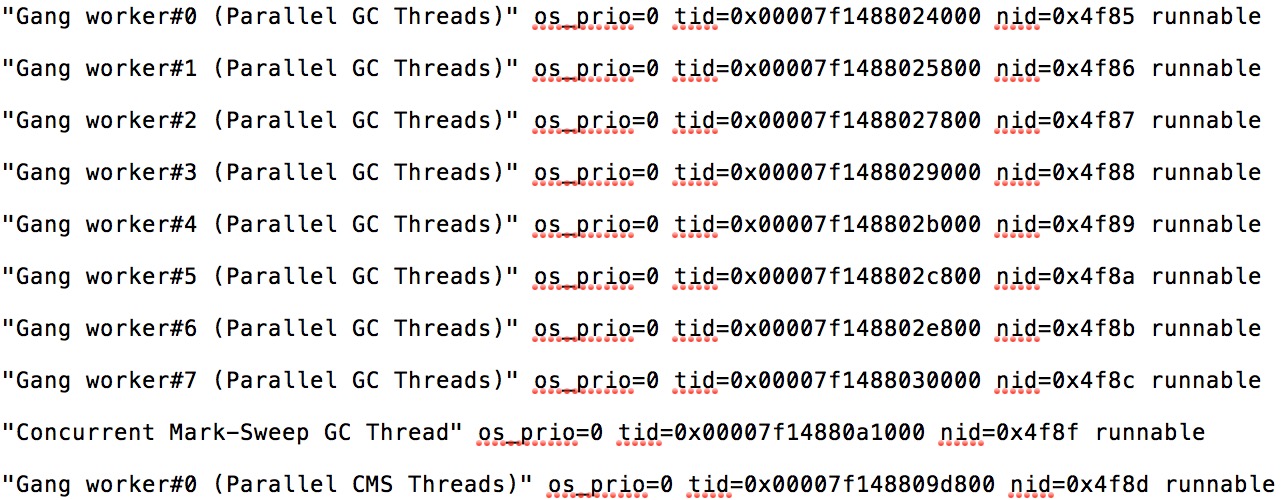 "Gang worker#0 (Parallel GC Threads)" os_prio=0 tid=0x00007f1488024000 nid=0x4f85 runnable
"Gang worker#1 (Parallel GC Threads)" os_prio=0 tid=0x00007f1488025800 nid=0x4f86 runnable
"Gang worker#2 (Parallel GC Threads)" os_prio=0 tid=0x00007f1488027800 nid=0x4f87 runnable
"Gang worker#3 (Parallel GC Threads)" os_prio=0 tid=0x00007f1488029000 nid=0x4f88 runnable
"Gang worker#4 (Parallel GC Threads)" os_prio=0 tid=0x00007f148802b000 nid=0x4f89 runnable
"Gang worker#5 (Parallel GC Threads)" os_prio=0 tid=0x00007f148802c800 nid=0x4f8a runnable
"Gang worker#6 (Parallel GC Threads)" os_prio=0 tid=0x00007f148802e800 nid=0x4f8b runnable
"Gang worker#7 (Parallel GC Threads)" os_prio=0 tid=0x00007f1488030000 nid=0x4f8c runnable
"Concurrent Mark-Sweep GC Thread" os_prio=0 tid=0x00007f14880a1000 nid=0x4f8f runnable
"Gang worker#0 (Parallel CMS Threads)" os_prio=0 tid=0x00007f148809d800 nid=0x4f8d runnable